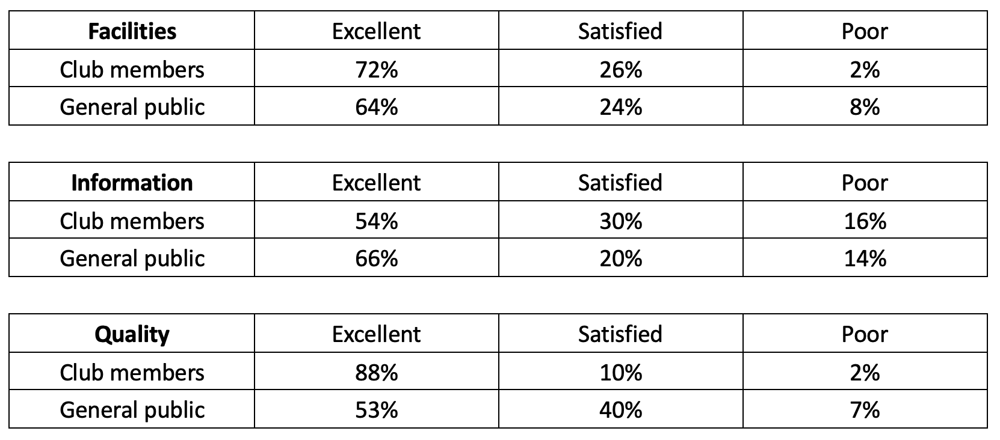 Facilities Excellent Satisfied Poor
Club members 72% 26% 2%
General public 64% 24% 8%
Information Excellent Satisfied Poor
Club members 54% 30% 16%
General public 66% 20% 14%
Quality Excellent Satisfied Poor
Club members 88% 10% 2%
General public 53% 40% 7%